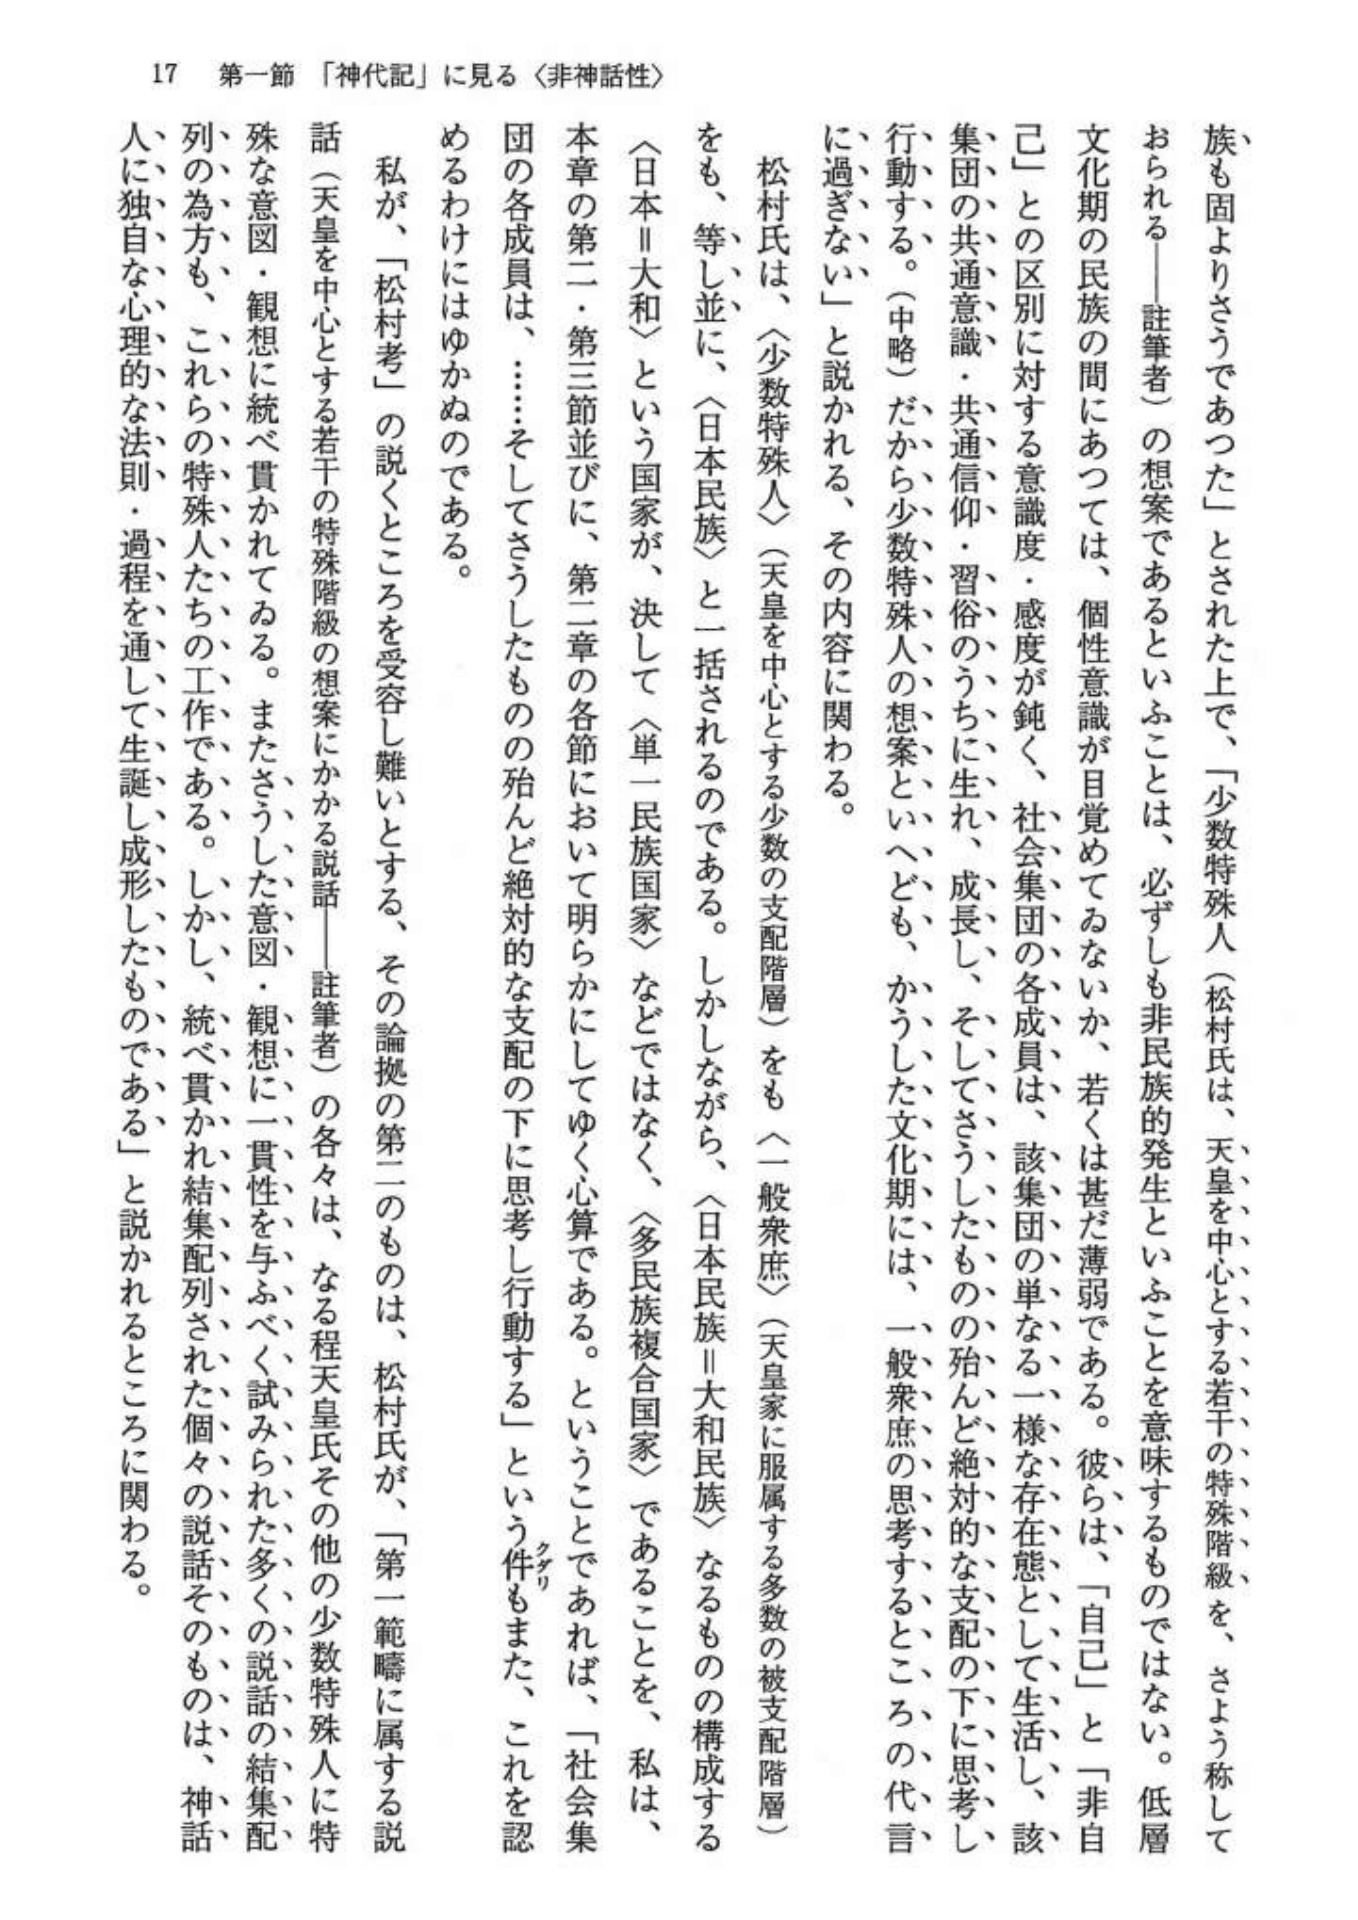 17　第一節　「神代記」に見る〈非神話性〉
族も固よりさうであつた」とされた上で、「少数特殊人（松村氏は、天皇を中心とする若干の特殊階級を、さよう称して
おられる――註筆者）の想案であるといふことは、必ずしも非民族的発生といふことを意味するものではない。低層
文化期の民族の間にあつては、個性意識が目覚めてゐないか、若くは甚だ薄弱である。彼らは、「自己」と「非自
己」との区別に対する意識度・感度が鈍く、社会集団の各成員は、該集団の単なる一様な存在態として生活し、該
集団の共通意識・共通信仰・習俗のうちに生れ、成長し、そしてさうしたものの殆んど絶対的な支配の下に思考し
行動する。（中略）だから少数特殊人の想案といへども、かうした文化期には、一般衆庶の思考するところの代言
に過ぎない」と説かれる、その内容に関わる。
松村氏は、〈少数特殊人〉（天皇を中心とする少数の支配階層）をも〈一般衆庶〉（天皇家に服属する多数の被支配階層）
をも、等し並に、〈日本民族〉と一括されるのである。しかしながら、〈日本民族＝大和民族〉なるものの構成する
〈日本＝大和〉という国家が、決して〈単一民族国家〉などではなく、〈多民族複合国家〉であることを、私は、
本章の第二・第三節並びに、第二章の各節において明らかにしてゆく心算である。ということであれば、「社会集
団の各成員は、……そしてさうしたものの殆んど絶対的な支配の下に思考し行動する」という件クダリもまた、これを認
めるわけにはゆかぬのである。
私が、「松村考」の説くところを受容し難いとする、その論拠の第二のものは、松村氏が、「第一範疇に属する説
話（天皇を中心とする若干の特殊階級の想案にかかる説話――註筆者）の各々は、なる程天皇氏その他の少数特殊人に特
殊な意図・観想に統べ貫かれてゐる。またさうした意図・観想に一貫性を与ふべく試みられた多くの説話の結集配
列の為方も、これらの特殊人たちの工作である。しかし、統べ貫かれ結集配列された個々の説話そのものは、神話
人に独自な心理的な法則・過程を通して生誕し成形したものである」と説かれるところに関わる。